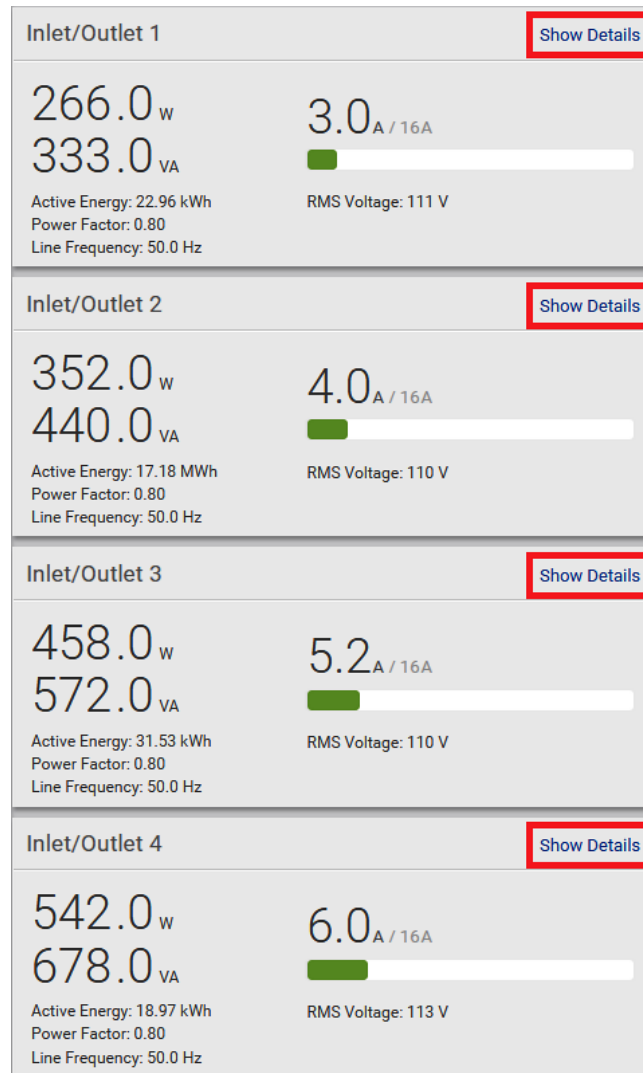 Inlet/Outlet 1
Show Details
266.0 W
333.0 VA
3.0 A / 16A
Active Energy: 22.96 kWh
Power Factor: 0.80
Line Frequency: 50.0 Hz
RMS Voltage: 111 V
Inlet/Outlet 2
Show Details
352.0 W
440.0 VA
4.0 A / 16A
Active Energy: 17.18 MWh
Power Factor: 0.80
Line Frequency: 50.0 Hz
RMS Voltage: 110 V
Inlet/Outlet 3
Show Details
458.0 W
572.0 VA
5.2 A / 16A
Active Energy: 31.53 kWh
Power Factor: 0.80
Line Frequency: 50.0 Hz
RMS Voltage: 110 V
Inlet/Outlet 4
Show Details
542.0 W
678.0 VA
6.0 A / 16A
Active Energy: 18.97 kWh
Power Factor: 0.80
Line Frequency: 50.0 Hz
RMS Voltage: 113 V